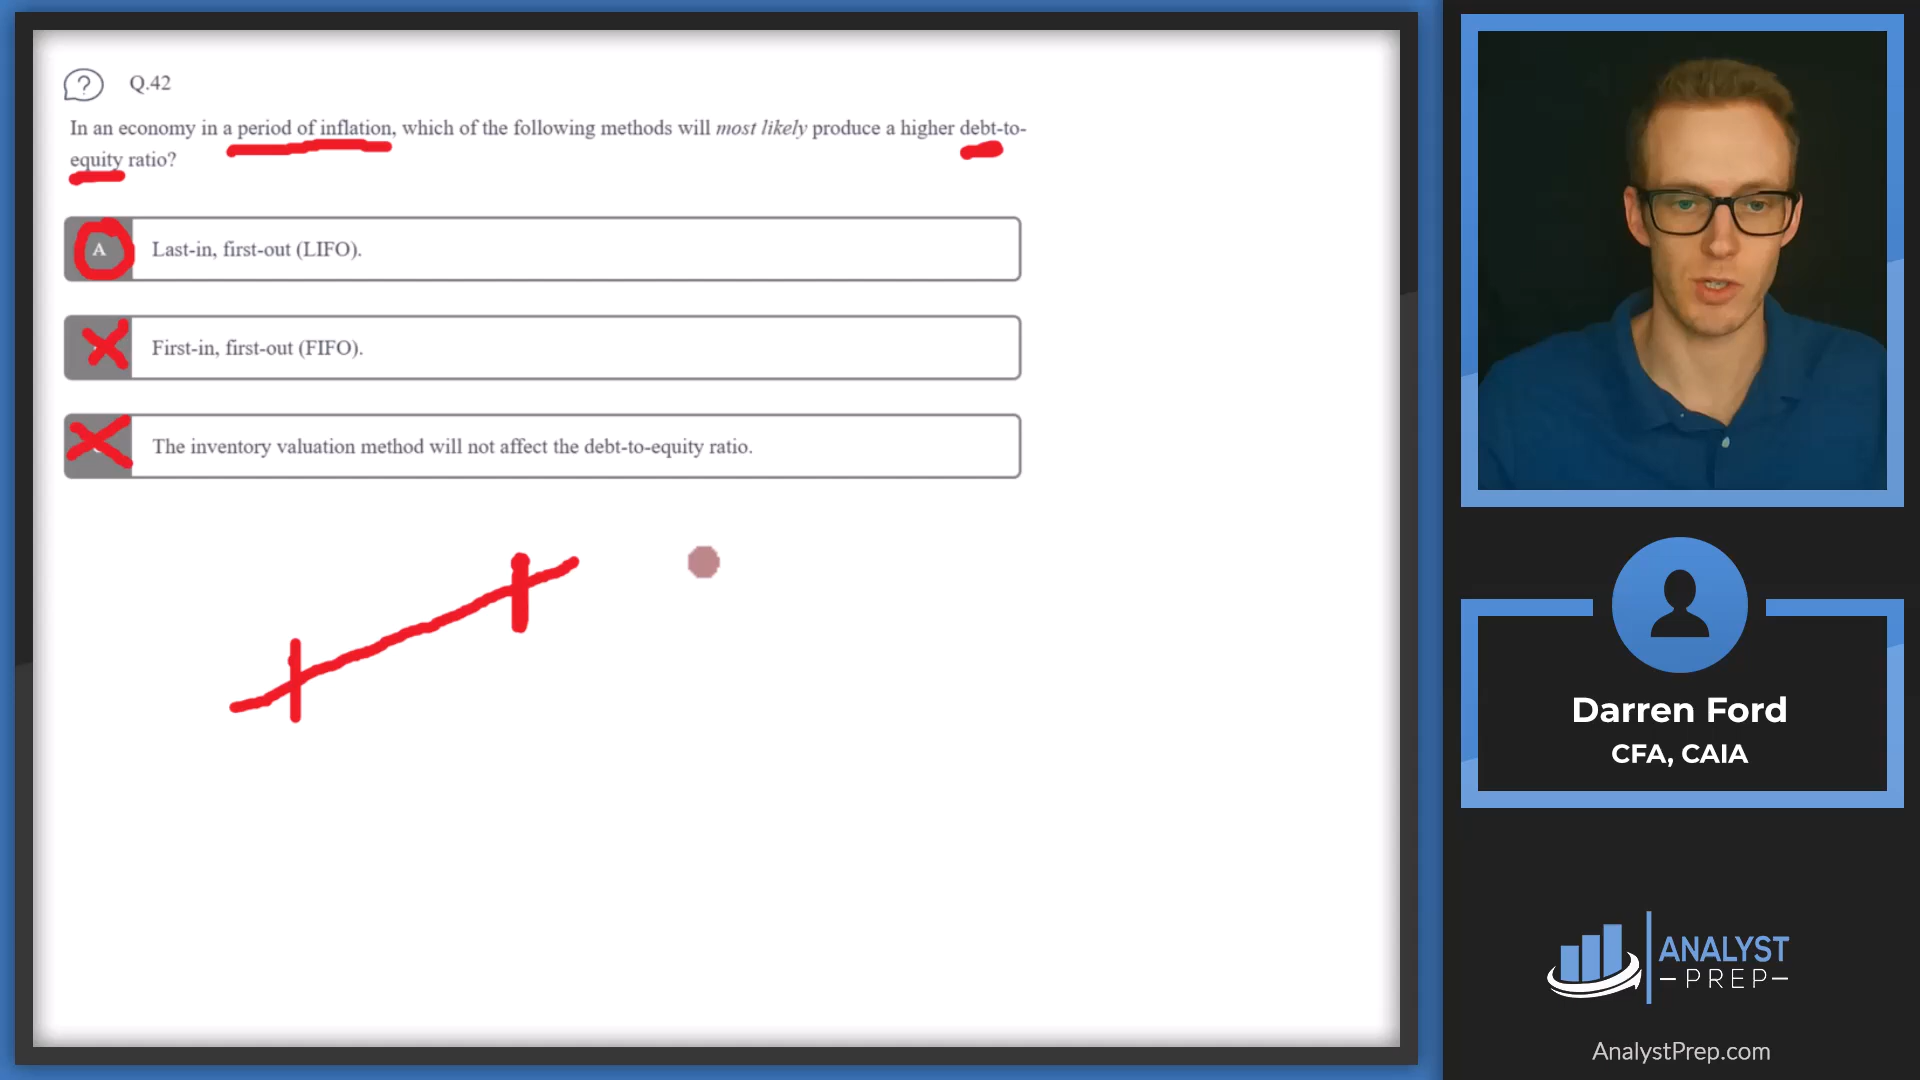 Q.42
In an economy in a period of inflation, which of the following methods will most likely produce a higher debt-to-
equity ratio?
A
Last-in, first-out (LIFO).
First-in, first-out (FIFO).
The inventory valuation method will not affect the debt-to-equity ratio.
Darren Ford
CFA, CAIA
ANALYST
PREP
AnalystPrep.com